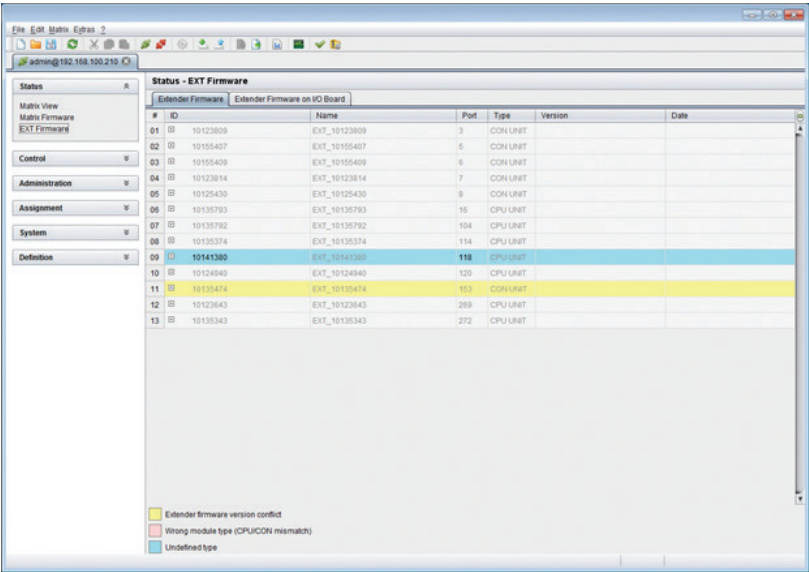 File Edit Matrix Extras ?
admin@192.168.100.210
Status
Matrix View
Matrix Firmware
EXT Firmware
Control
Administration
Assignment
System
Definition
Status - EXT Firmware
Extender Firmware Extender Firmware on I/O Board
# ID Name Port Type Version Date
01 10123809 EXT_10123809 3 CON UNIT
02 10155407 EXT_10155407 5 CON UNIT
03 10155409 EXT_10155409 6 CON UNIT
04 10123814 EXT_10123814 7 CON UNIT
05 10125430 EXT_10125430 8 CON UNIT
06 10135793 EXT_10135793 16 CPU UNIT
07 10135792 EXT_10135792 104 CPU UNIT
08 10135374 EXT_10135374 114 CPU UNIT
09 10141380 EXT_10141380 118 CPU UNIT
10 10124940 EXT_10124940 120 CPU UNIT
11 10135474 EXT_10135474 153 CON UNIT
12 10123643 EXT_10123643 269 CPU UNIT
13 10135343 EXT_10135343 272 CPU UNIT
Extender firmware version conflict
Wrong module type (CPU/CON mismatch)
Undefined type